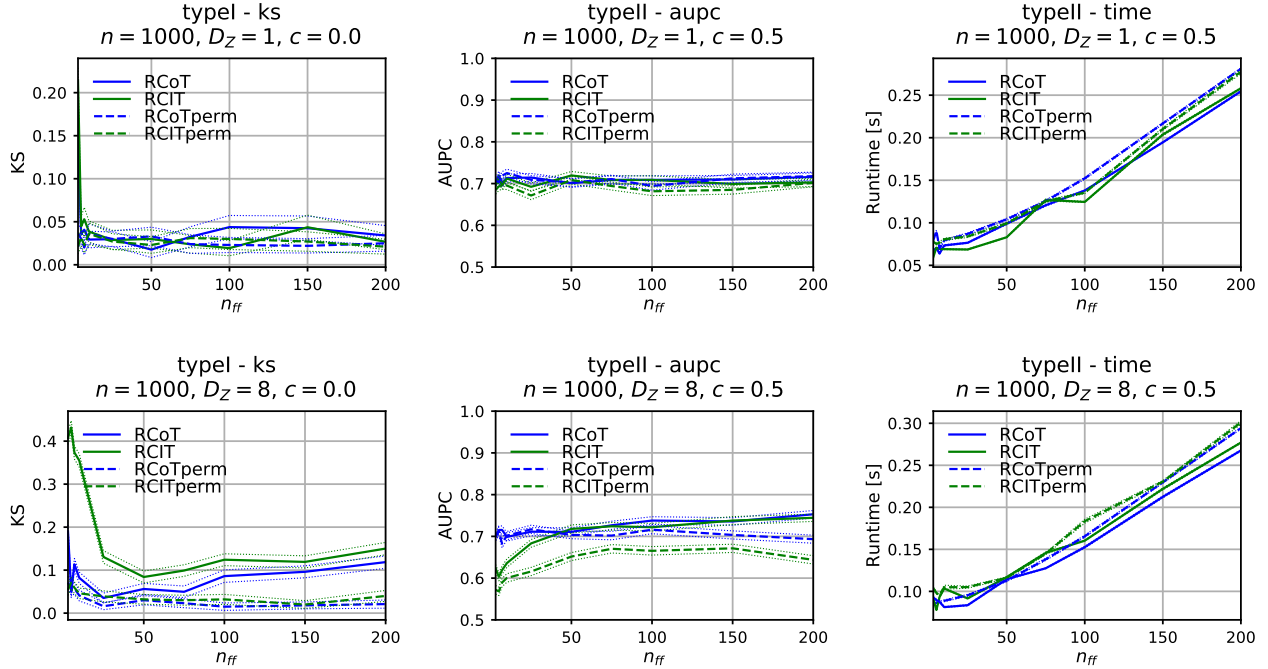 typeI - ks
n = 1000, D_Z = 1, c = 0.0
KS
0.20
0.15
0.10
0.05
0.00
RCoT
RCIT
RCoTperm
RCITperm
50
100
150
200
n_ff
typeII - aupc
n = 1000, D_Z = 1, c = 0.5
AUPC
1.0
0.9
0.8
0.7
0.6
0.5
RCoT
RCIT
RCoTperm
RCITperm
50
100
150
200
n_ff
typeII - time
n = 1000, D_Z = 1, c = 0.5
Runtime [s]
0.25
0.20
0.15
0.10
0.05
RCoT
RCIT
RCoTperm
RCITperm
50
100
150
200
n_ff
typeI - ks
n = 1000, D_Z = 8, c = 0.0
KS
0.4
0.3
0.2
0.1
0.0
RCoT
RCIT
RCoTperm
RCITperm
50
100
150
200
n_ff
typeII - aupc
n = 1000, D_Z = 8, c = 0.5
AUPC
1.0
0.9
0.8
0.7
0.6
0.5
RCoT
RCIT
RCoTperm
RCITperm
50
100
150
200
n_ff
typeII - time
n = 1000, D_Z = 8, c = 0.5
Runtime [s]
0.30
0.25
0.20
0.15
0.10
RCoT
RCIT
RCoTperm
RCITperm
50
100
150
200
n_ff